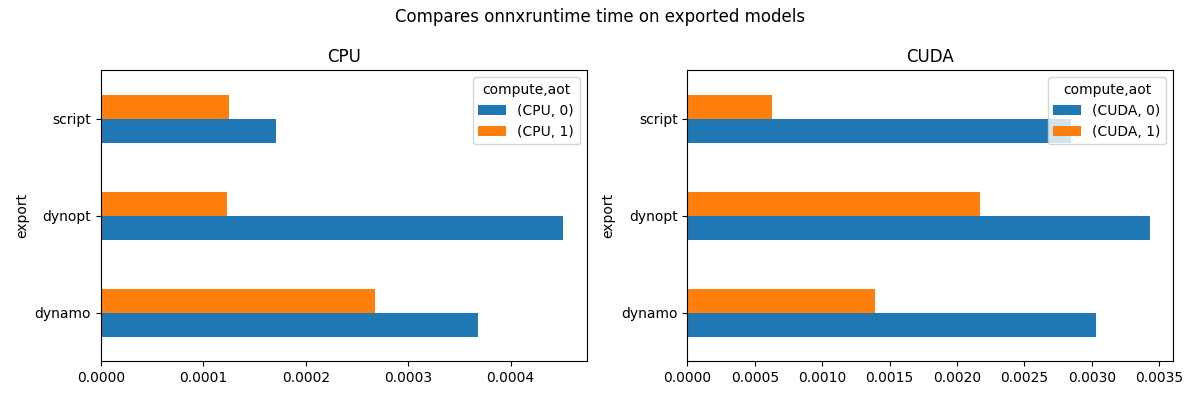 Compares onnxruntime time on exported models
CPU
export
script
dynopt
dynamo
compute,aot
(CPU, 0)
(CPU, 1)
0.0000 0.0001 0.0002 0.0003 0.0004
CUDA
export
script
dynopt
dynamo
compute,aot
(CUDA, 0)
(CUDA, 1)
0.0000 0.0005 0.0010 0.0015 0.0020 0.0025 0.0030 0.0035